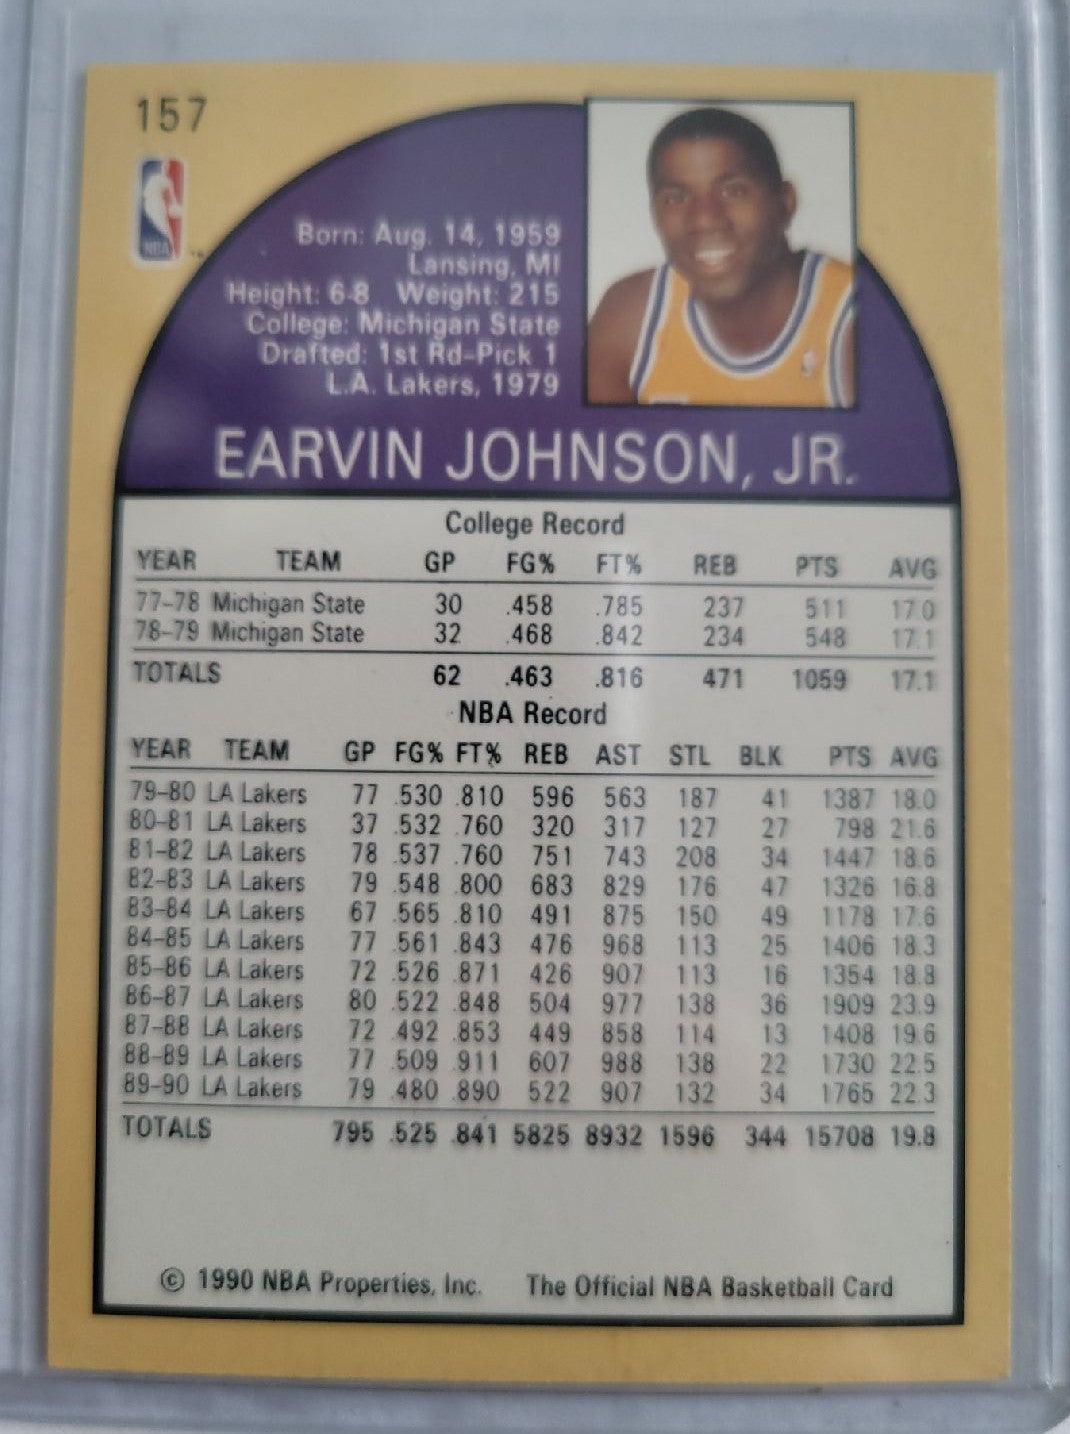 157
NBA
Born: Aug. 14, 1959
Lansing, MI
Height: 6-8 Weight: 215
College: Michigan State
Drafted: 1st Rd-Pick 1
L.A. Lakers, 1979
EARVIN JOHNSON, JR.
College Record
YEAR TEAM GP FG% FT% REB PTS AVG
77-78 Michigan State 30 .458 .785 237 511 17.0
78-79 Michigan State 32 .468 .842 234 548 17.1
TOTALS 62 .463 .816 471 1059 17.1
NBA Record
YEAR TEAM GP FG% FT% REB AST STL BLK PTS AVG
79-80 LA Lakers 77 .530 .810 596 563 187 41 1387 18.0
80-81 LA Lakers 37 .532 .760 320 317 127 27 798 21.6
81-82 LA Lakers 78 .537 .760 751 743 208 34 1447 18.6
82-83 LA Lakers 79 .548 .800 683 829 176 47 1326 16.8
83-84 LA Lakers 67 .565 .810 491 875 150 49 1178 17.6
84-85 LA Lakers 77 .561 .843 476 968 113 25 1406 18.3
85-86 LA Lakers 72 .526 .871 426 907 113 16 1354 18.8
86-87 LA Lakers 80 .522 .848 504 977 138 36 1909 23.9
87-88 LA Lakers 72 .492 .853 449 858 114 13 1408 19.6
88-89 LA Lakers 77 .509 .911 607 988 138 22 1730 22.5
89-90 LA Lakers 79 .480 .890 522 907 132 34 1765 22.3
TOTALS 795 .525 .841 5825 8932 1596 344 15708 19.8
© 1990 NBA Properties, Inc. The Official NBA Basketball Card